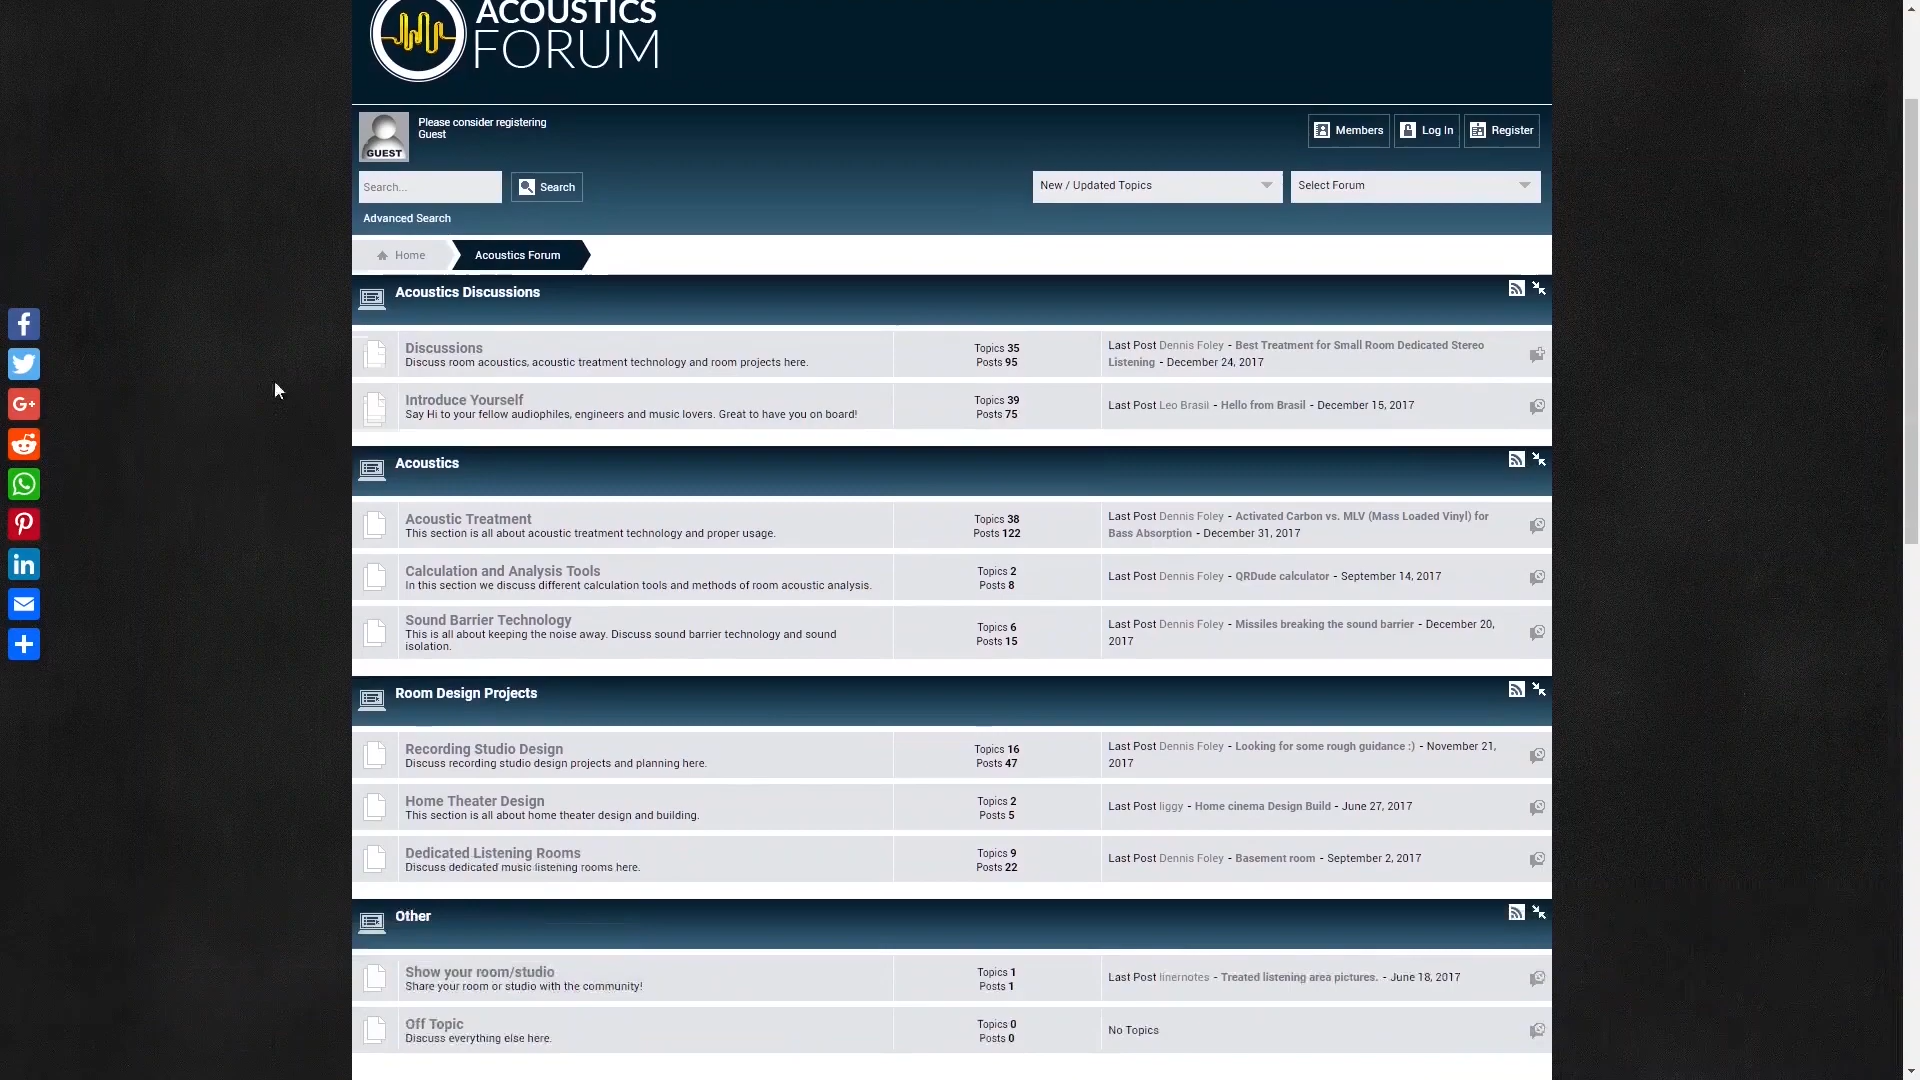 ACOUSTICS
FORUM
Please consider registering
Guest
GUEST
Members
Log In
Register
Search...
Search
New / Updated Topics
Select Forum
Advanced Search
Home
Acoustics Forum
Acoustics Discussions
Discussions
Discuss room acoustics, acoustic treatment technology and room projects here.
Topics 35
Posts 95
Last Post Dennis Foley - Best Treatment for Small Room Dedicated Stereo
Listening - December 24, 2017
Introduce Yourself
Say Hi to your fellow audiophiles, engineers and music lovers. Great to have you on board!
Topics 39
Posts 75
Last Post Leo Brasil - Hello from Brasil - December 15, 2017
Acoustics
Acoustic Treatment
This section is all about acoustic treatment technology and proper usage.
Topics 38
Posts 122
Last Post Dennis Foley - Activated Carbon vs. MLV (Mass Loaded Vinyl) for
Bass Absorption - December 31, 2017
Calculation and Analysis Tools
In this section we discuss different calculation tools and methods of room acoustic analysis.
Topics 2
Posts 8
Last Post Dennis Foley - QRDude calculator - September 14, 2017
Sound Barrier Technology
This is all about keeping the noise away. Discuss sound barrier technology and sound
isolation.
Topics 6
Posts 15
Last Post Dennis Foley - Missiles breaking the sound barrier - December 20,
2017
Room Design Projects
Recording Studio Design
Discuss recording studio design projects and planning here.
Topics 16
Posts 47
Last Post Dennis Foley - Looking for some rough guidance :) - November 21,
2017
Home Theater Design
This section is all about home theater design and building.
Topics 2
Posts 5
Last Post liggy - Home cinema Design Build - June 27, 2017
Dedicated Listening Rooms
Discuss dedicated music listening rooms here.
Topics 9
Posts 22
Last Post Dennis Foley - Basement room - September 2, 2017
Other
Show your room/studio
Share your room or studio with the community!
Topics 1
Posts 1
Last Post linernotes - Treated listening area pictures. - June 18, 2017
Off Topic
Discuss everything else here.
Topics 0
Posts 0
No Topics